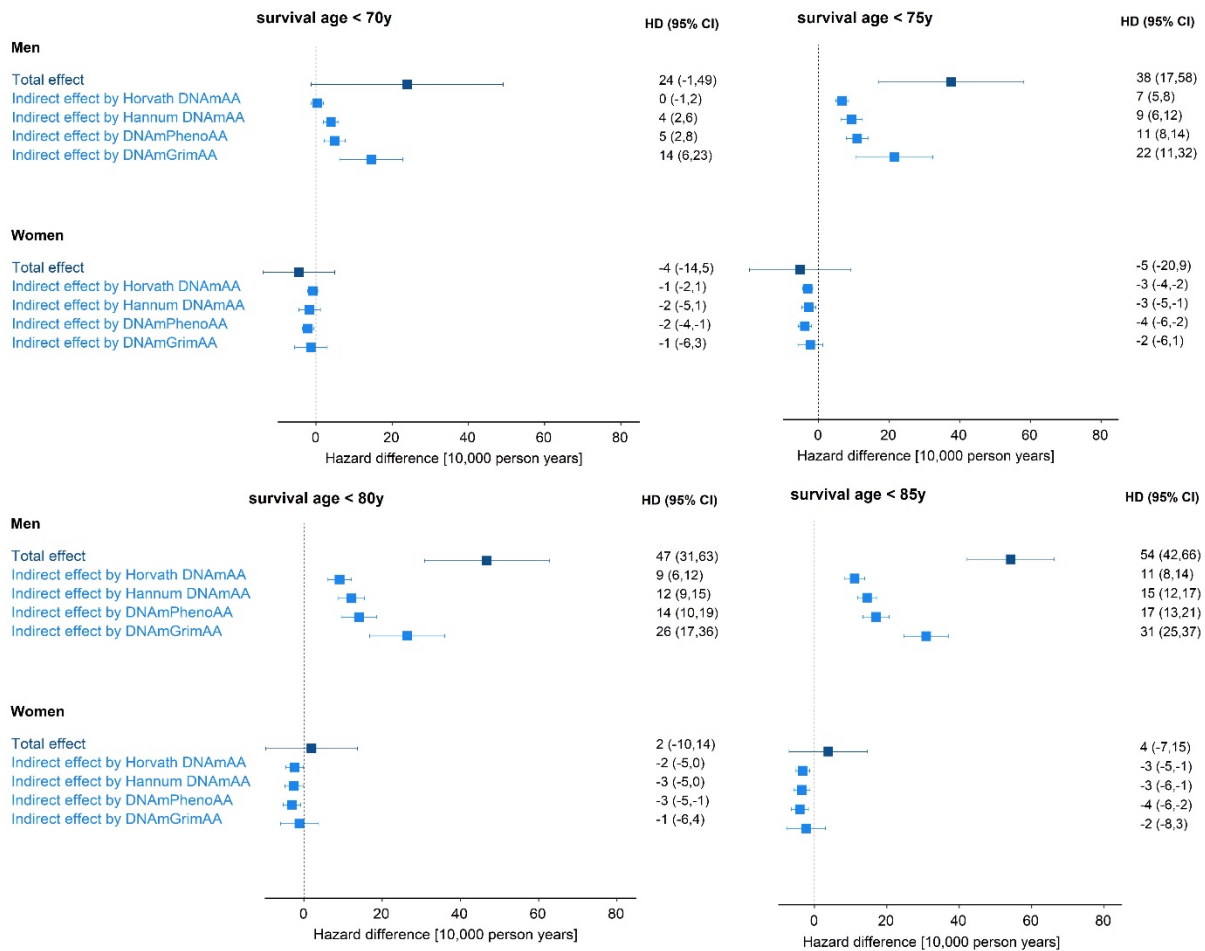 survival age < 70y
HD (95% CI)
Men
Total effect 24 (-1,49)
Indirect effect by Horvath DNAmAA 0 (-1,2)
Indirect effect by Hannum DNAmAA 4 (2,6)
Indirect effect by DNAmPhenoAA 5 (2,8)
Indirect effect by DNAmGrimAA 14 (6,23)
Women
Total effect -4 (-14,5)
Indirect effect by Horvath DNAmAA -1 (-2,1)
Indirect effect by Hannum DNAmAA -2 (-5,1)
Indirect effect by DNAmPhenoAA -2 (-4,-1)
Indirect effect by DNAmGrimAA -1 (-6,3)
0 20 40 60 80
Hazard difference [10,000 person years]
survival age < 75y
HD (95% CI)
38 (17,58)
7 (5,8)
9 (6,12)
11 (8,14)
22 (11,32)
-5 (-20,9)
-3 (-4,-2)
-3 (-5,-1)
-4 (-6,-2)
-2 (-6,1)
0 20 40 60 80
Hazard difference [10,000 person years]
survival age < 80y
HD (95% CI)
Men
Total effect 47 (31,63)
Indirect effect by Horvath DNAmAA 9 (6,12)
Indirect effect by Hannum DNAmAA 12 (9,15)
Indirect effect by DNAmPhenoAA 14 (10,19)
Indirect effect by DNAmGrimAA 26 (17,36)
Women
Total effect 2 (-10,14)
Indirect effect by Horvath DNAmAA -2 (-5,0)
Indirect effect by Hannum DNAmAA -3 (-5,0)
Indirect effect by DNAmPhenoAA -3 (-5,-1)
Indirect effect by DNAmGrimAA -1 (-6,4)
0 20 40 60 80
Hazard difference [10,000 person years]
survival age < 85y
HD (95% CI)
54 (42,66)
11 (8,14)
15 (12,17)
17 (13,21)
31 (25,37)
4 (-7,15)
-3 (-5,-1)
-3 (-6,-1)
-4 (-6,-2)
-2 (-8,3)
0 20 40 60 80
Hazard difference [10,000 person years]